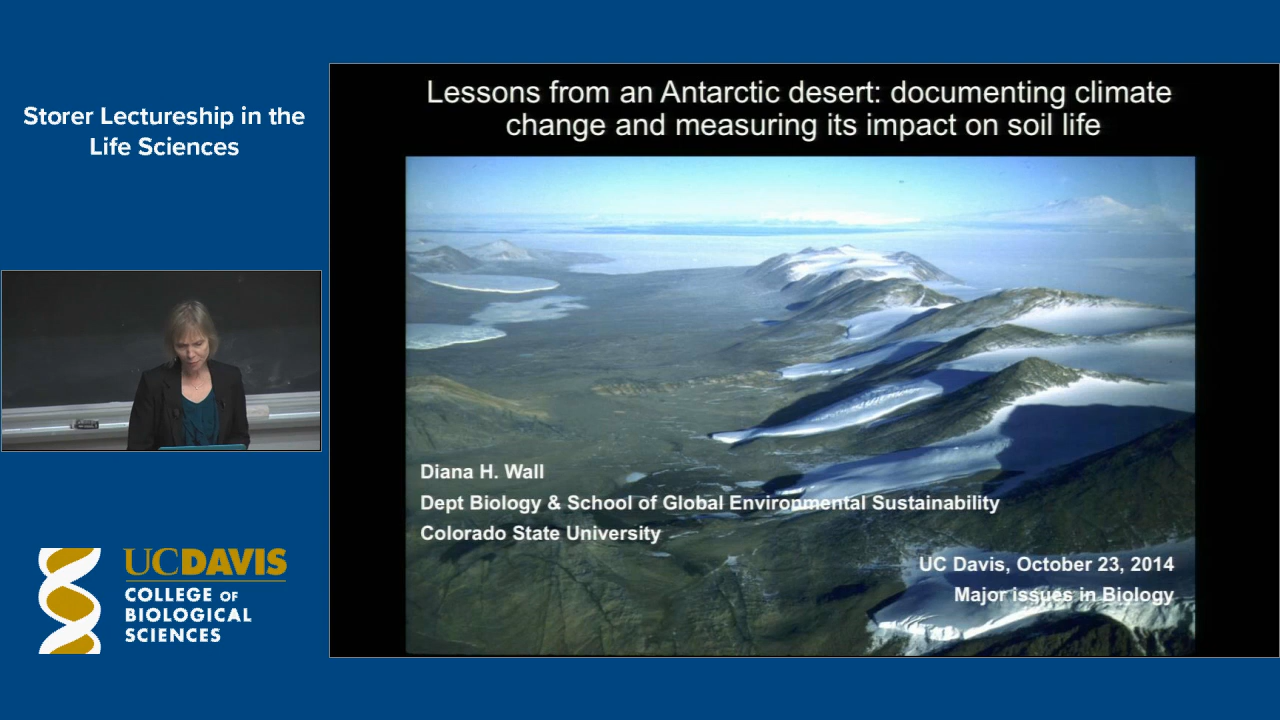 Storer Lectureship in the
Life Sciences
Lessons from an Antarctic desert: documenting climate
change and measuring its impact on soil life
Diana H. Wall
Dept Biology & School of Global Environmental Sustainability
Colorado State University
UC Davis, October 23, 2014
Major issues in Biology
UCDAVIS
COLLEGE OF
BIOLOGICAL
SCIENCES